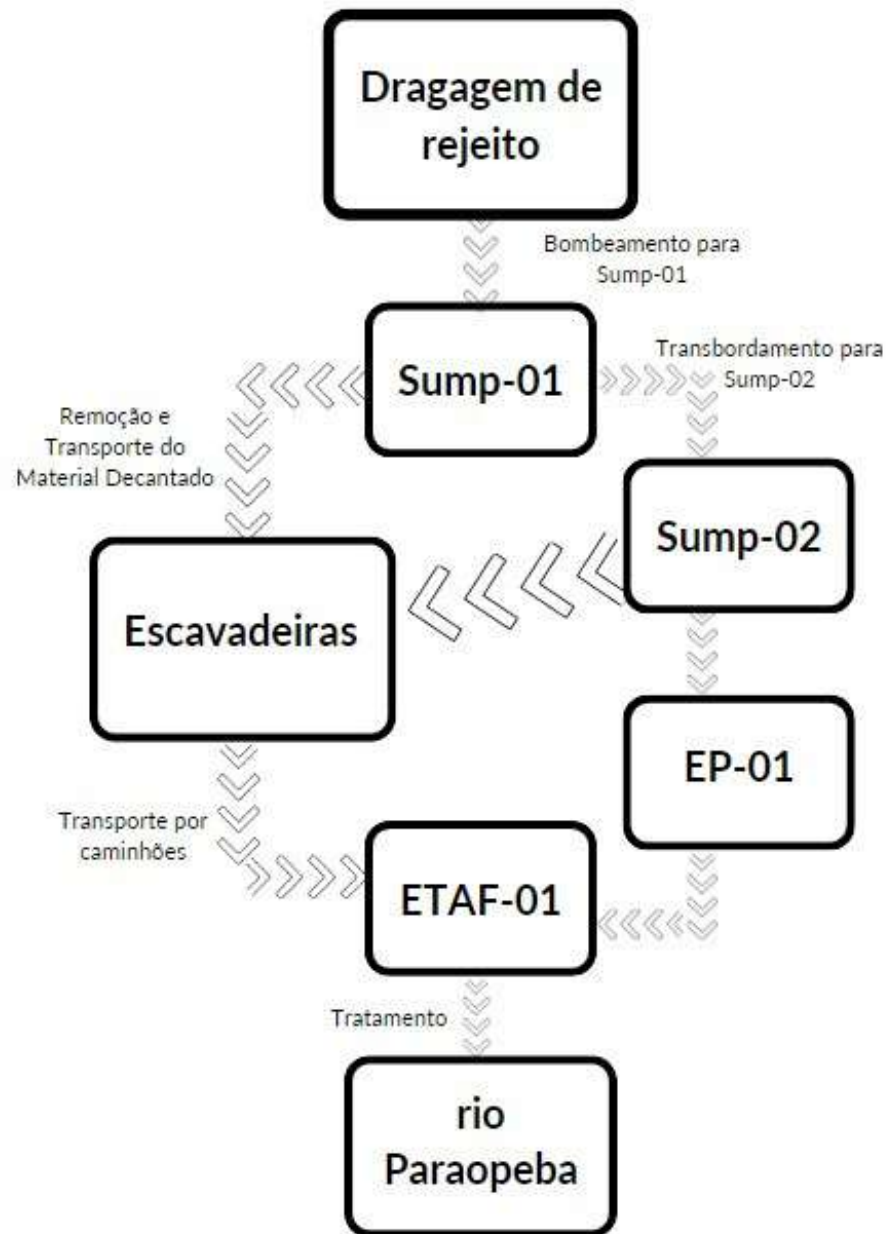 Dragagem de
rejeito
Bombeamento para
Sump-01
Sump-01
Transbordamento para
Sump-02
Remoção e
Transporte do
Material Decantado
Sump-02
Escavadeiras
EP-01
Transporte por
caminhões
ETAF-01
Tratamento
rio
Paraopeba